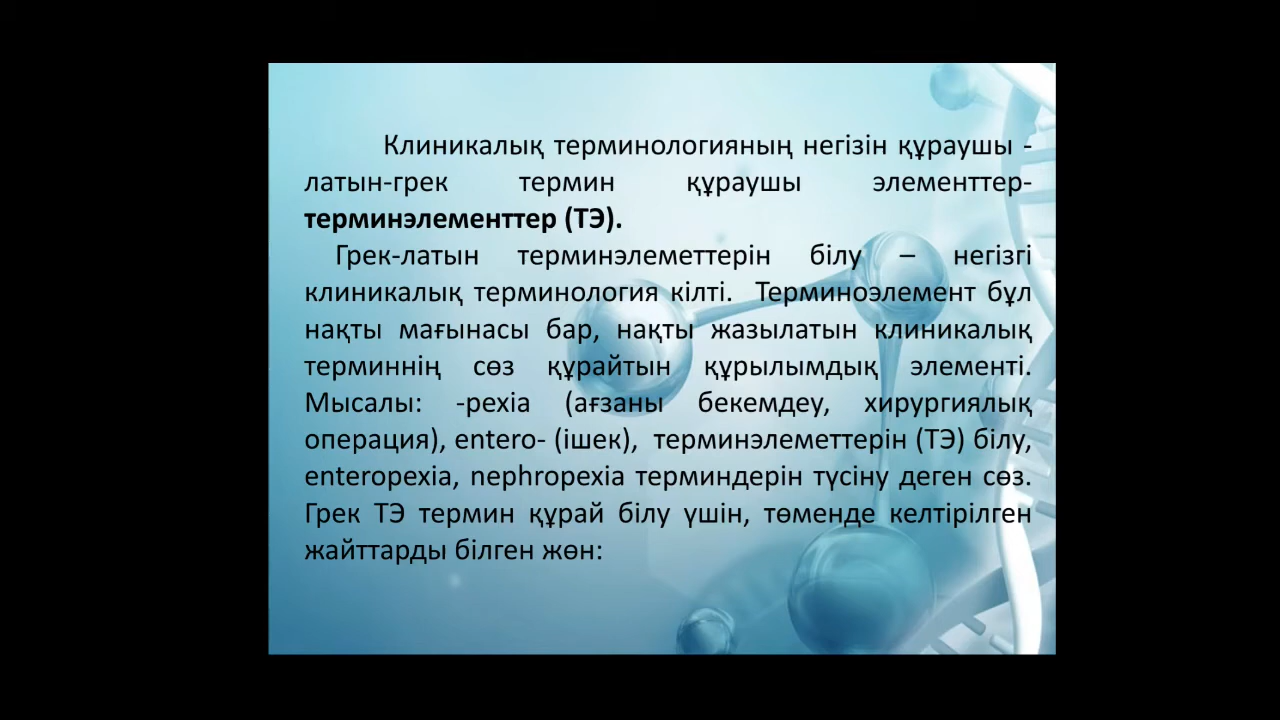 Клиникалық терминологияның негізін құраушы -
латын-грек термин құраушы элементтер-
терминэлементтер (ТЭ).
Грек-латын терминэлеметтерін білу – негізгі
клиникалық терминология кілті. Терминоэлемент бұл
нақты мағынасы бар, нақты жазылатын клиникалық
терминнің сөз құрайтын құрылымдық элементі.
Мысалы: -pexia (ағзаны бекемдеу, хирургиялық
операция), entero- (ішек), терминэлеметтерін (ТЭ) білу,
enteropexia, nephropexia терминдерін түсіну деген сөз.
Грек ТЭ термин құрай білу үшін, төменде келтірілген
жайттарды білген жөн: